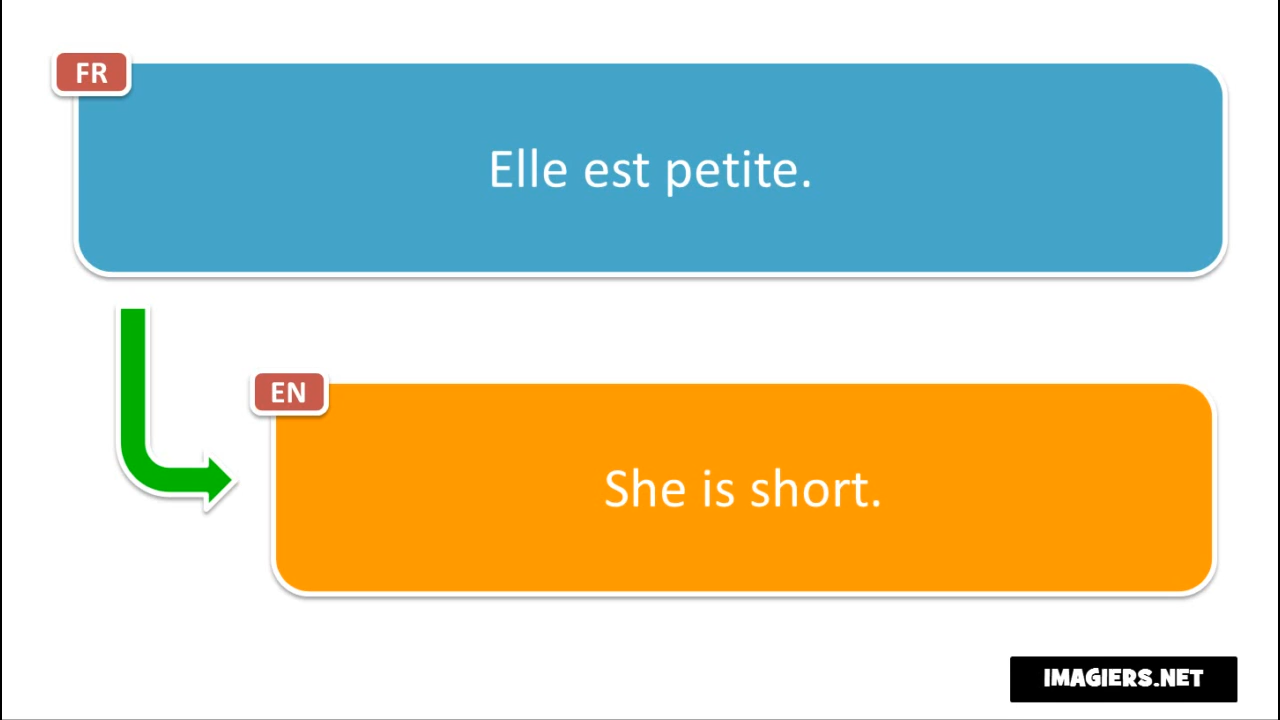 FR
Elle est petite.
EN
She is short.
IMAGIERS.NET